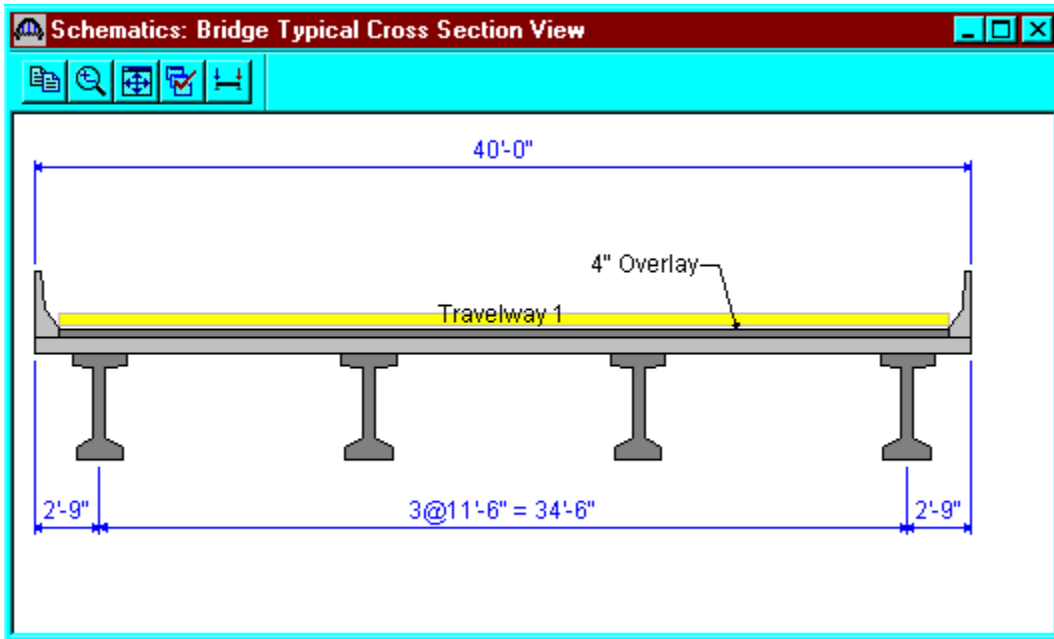 Schematics: Bridge Typical Cross Section View
40'-0"
4" Overlay
Travelway 1
2'-9"
3@11'-6" = 34'-6"
2'-9"